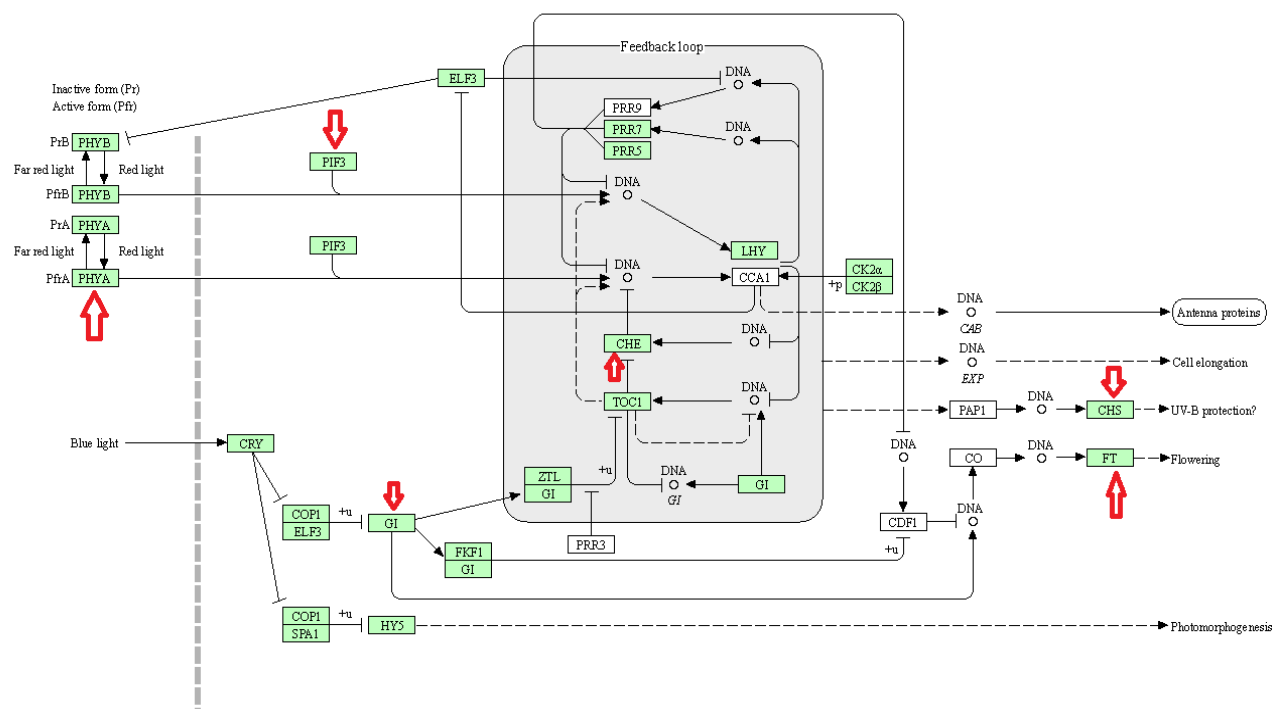 Feedback loop
Inactive form (Pr)
Active form (Pfr)
ELF3
DNA
PRR9
PrB PHYB
PRR7
DNA
PRR5
Far red light
Red light
PIF3
PfrB PHYB
DNA
PrA PHYA
Far red light
Red light
PIF3
LHY
PfrA PHYA
DNA
CCA1
CK2α
CK2β
+p
DNA
CAB
Antenna proteins
CHE
DNA
DNA
EXP
Cell elongation
TOC1
DNA
PAP1
DNA
CHS
UV-B protection?
Blue light
CRY
DNA
CO
DNA
FT
Flowering
ZTL
GI
+u
DNA
GI
GI
COP1
ELF3
+u
GI
CDF1
DNA
PRR3
FKF1
GI
+u
COP1
SPA1
+u
HY5
Photomorphogenesis